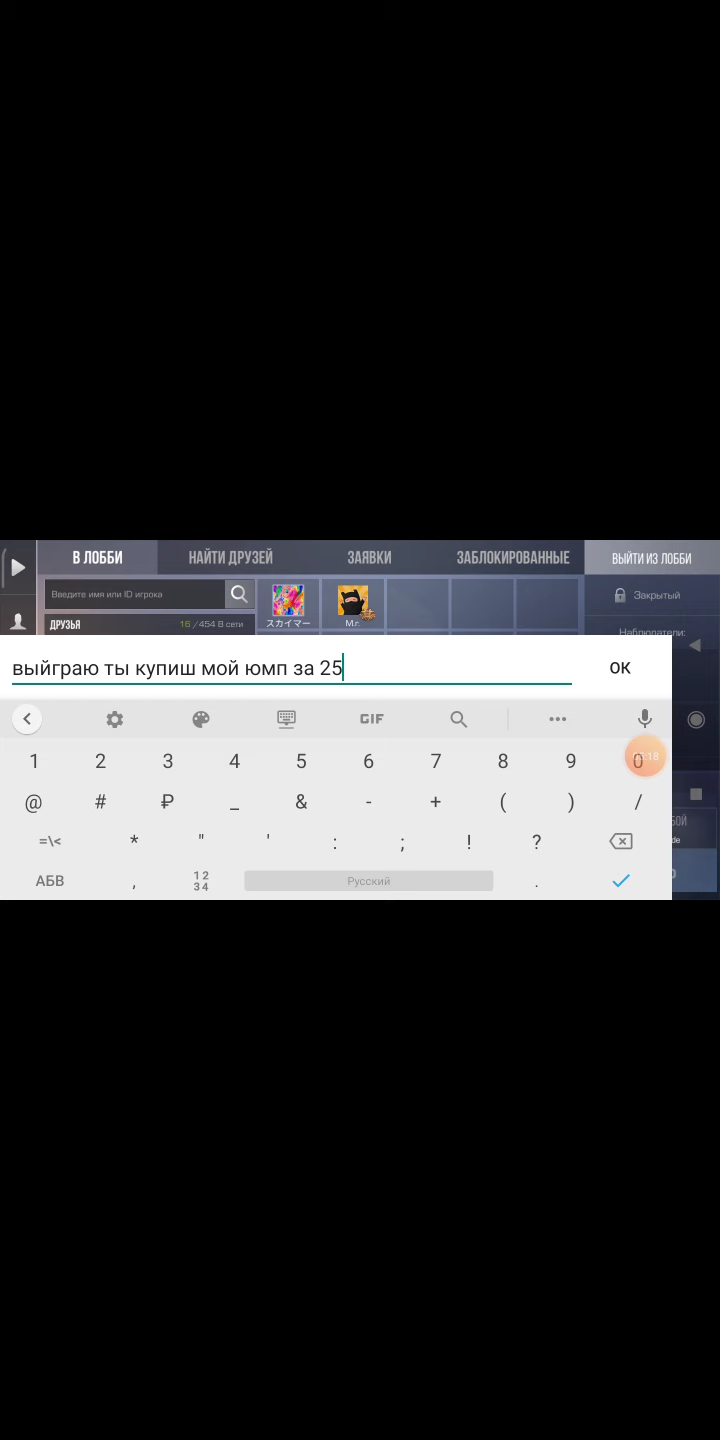 В ЛОББИ НАЙТИ ДРУЗЕЙ ЗАЯВКИ ЗАБЛОКИРОВАННЫЕ ВЫЙТИ ИЗ ЛОББИ
Введите имя или ID игрока
Закрытый
スカイマー M.r.
ДРУЗЬЯ 16 /454 В сети
Наблюдатели:
выйграю ты купиш мой юмп за 25
ОК
GIF
1 2 3 4 5 6 7 8 9 0
@ # ₽ _ & - + ( ) /
=\< * " ' : ; ! ?
АБВ , 12 34 Русский .